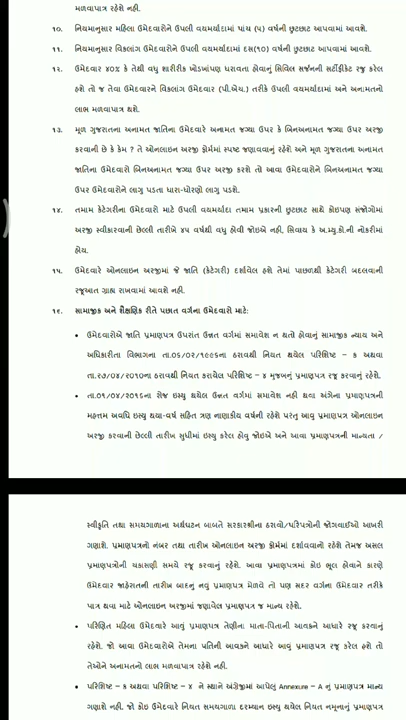 મળવાપાત્ર રહેશે નહી.
૧૦. નિયમાનુસાર મહિલા ઉમેદવારોને ઉપલી વયમર્યાદામાં પાંચ (૫) વર્ષની છુટછાટ આપવામાં આવશે.
૧૧. નિયમાનુસાર વિકલાંગ ઉમેદવારોને ઉપલી વયમર્યાદામાં દસ(૧૦) વર્ષની છુટછાટ આપવામાં આવશે.
૧૨. ઉમેદવાર ૪૦% કે તેથી વધુ શારીરીક ખોડખાંપણ ધરાવતા હોવાનું સિવિલ સર્જનની સર્ટીફીકેટ રજુ કરેલ
હશે તો જ તેવા ઉમેદવારને વિકલાંગ ઉમેદવાર (પી.એચ.) તરીકે ઉપલી વયમર્યાદામાં અને અનામતનો
લાભ મળવાપાત્ર થશે.
૧૩. મૂળ ગુજરાતના અનામત જાતિના ઉમેદવારે અનામત જગ્યા ઉપર કે બિનઅનામત જગ્યા ઉપર અરજી
કરવાની છે કે કેમ ? તે ઓનલાઇન અરજી ફોર્મમાં સ્પષ્ટ જણાવવાનું રહેશે અને મૂળ ગુજરાતના અનામત
જાતિના ઉમેદવારો બિનઅનામત જગ્યા ઉપર અરજી કરશે તો આવા ઉમેદવારોને બિનઅનામત જગ્યા
ઉપર ઉમેદવારોને લાગુ પડતા ધારા-ધોરણો લાગુ પડશે.
૧૪. તમામ કેટેગરીના ઉમેદવારો માટે ઉપલી વયમર્યાદા તમામ પ્રકારની છુટછાટ સાથે કોઇપણ સંજોગોમાં
અરજી સ્વીકારવાની છેલ્લી તારીખે ૪૫ વર્ષથી વધુ હોવી જોઇએ નહી, સિવાય કે અ.મ્યુ.કો.ની નોકરીમાં
હોય.
૧૫. ઉમેદવારે ઓનલાઇન અરજીમાં જે જાતિ (કેટેગરી) દર્શાવેલ હશે તેમાં પાછળથી કેટેગરી બદલવાની
રજૂઆત ગ્રાહ્ય રાખવામાં આવશે નહી.
૧૬. સામાજીક અને શૈક્ષણિક રીતે પછાત વર્ગના ઉમેદવારો માટે:
• ઉમેદવારોએ જાતિ પ્રમાણપત્ર ઉપરાંત ઉન્નત વર્ગમાં સમાવેશ ન થતો હોવાનું સામાજીક ન્યાય અને
અધિકારીતા વિભાગના તા.૦૬/૦૨/૧૯૯૬ના ઠરાવથી નિયત થયેલ પરિશિષ્ટ – ક અથવા
તા.૨૭/૦૪/૨૦૧૦ના ઠરાવથી નિયત કરાયેલ પરિશિષ્ટ – ૪ મુજબનું પ્રમાણપત્ર રજૂ કરવાનું રહેશે.
• તા.૦૧/૦૪/૨૦૧૬ના રોજ ઇસ્યુ થયેલ ઉન્નત વર્ગમાં સમાવેશ નહી થવા અંગેના પ્રમાણપત્રની
મહત્તમ અવધિ ઇસ્યુ થયા-વર્ષ સહિત ત્રણ નાણાકીય વર્ષની રહેશે પરંતુ આવુ પ્રમાણપત્ર ઓનલાઇન
અરજી કરવાની છેલ્લી તારીખ સુધીમાં ઇસ્યુ કરેલ હોવુ જોઇએ અને આવા પ્રમાણપત્રની માન્યતા /
સ્વીકૃતિ તથા સમયગાળાના અર્થઘટન બાબતે સરકારશ્રીના ઠરાવો/પરિપત્રોની જોગવાઈઓ આખરી
ગણાશે. પ્રમાણપત્રનો નંબર તથા તારીખ ઓનલાઇન અરજી ફોર્મમાં દર્શાવવાનો રહેશે તેમજ અસલ
પ્રમાણપત્રોની ચકાસણી સમયે રજૂ કરવાનું રહેશે. આવા પ્રમાણપત્રમાં કોઇ ભૂલ હોવાને કારણે
ઉમેદવાર જાહેરાતની તારીખ બાદનું નવું પ્રમાણપત્ર મેળવે તો પણ સદર વર્ગના ઉમેદવાર તરીકે
પાત્ર થવા માટે ઓનલાઇન અરજીમાં જણાવેલ પ્રમાણપત્ર જ માન્ય રહેશે.
• પરિણિત મહિલા ઉમેદવારે આવું પ્રમાણપત્ર તેણીના માતા-પિતાની આવકને આધારે રજૂ કરવાનું
રહેશે. જો આવા ઉમેદવારોએ તેમના પતિની આવકને આધારે આવું પ્રમાણપત્ર રજૂ કરેલ હશે તો
તેઓને અનામતનો લાભ મળવાપાત્ર રહેશે નહી.
• પરિશિષ્ટ – ક અથવા પરિશિષ્ટ – ૪ ને સ્થાને અંગ્રેજીમાં આપેલું Annexure – A નું પ્રમાણપત્ર માન્ય
ગણાશે નહી. જો કોઇ ઉમેદવારે નિયત સમયગાળા દરમ્યાન ઇસ્યુ થયેલ નિયત નમૂનાનું પ્રમાણપત્ર